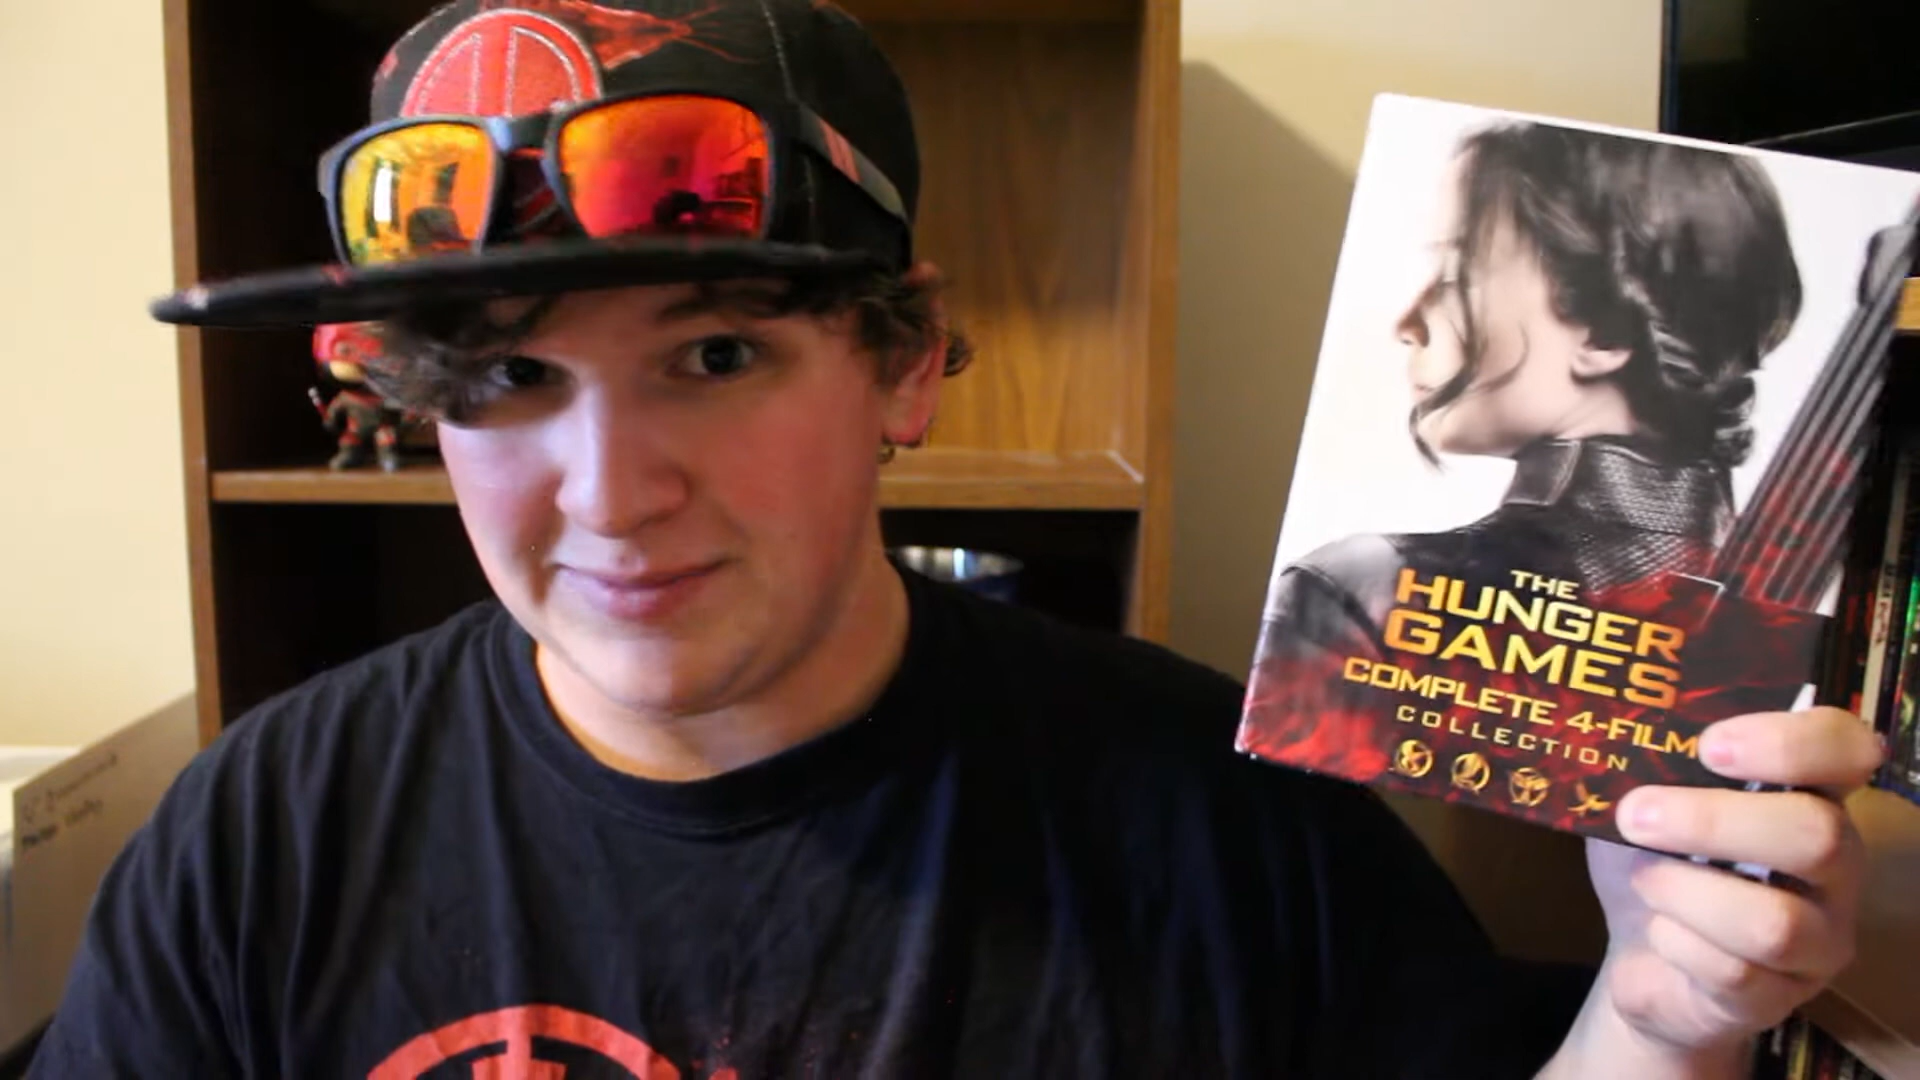 THE
HUNGER
GAMES
COMPLETE 4-FILM
COLLECTION